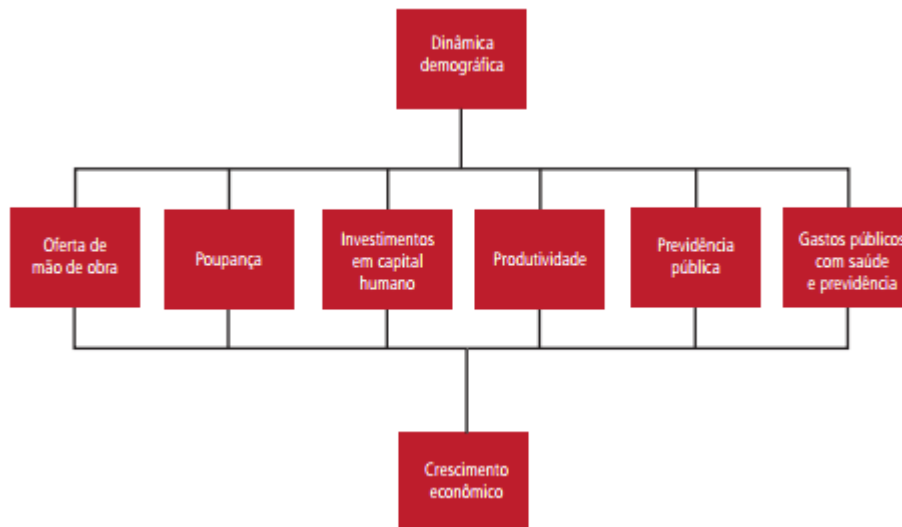 Dinâmica
demográfica
Oferta de
mão de obra
Poupança
Investimentos
em capital
humano
Produtividade
Previdência
pública
Gastos públicos
com saúde
e previdência
Crescimento
econômico